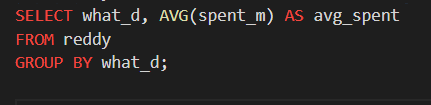 SELECT what_d, AVG(spent_m) AS avg_spent
FROM reddy
GROUP BY what_d;